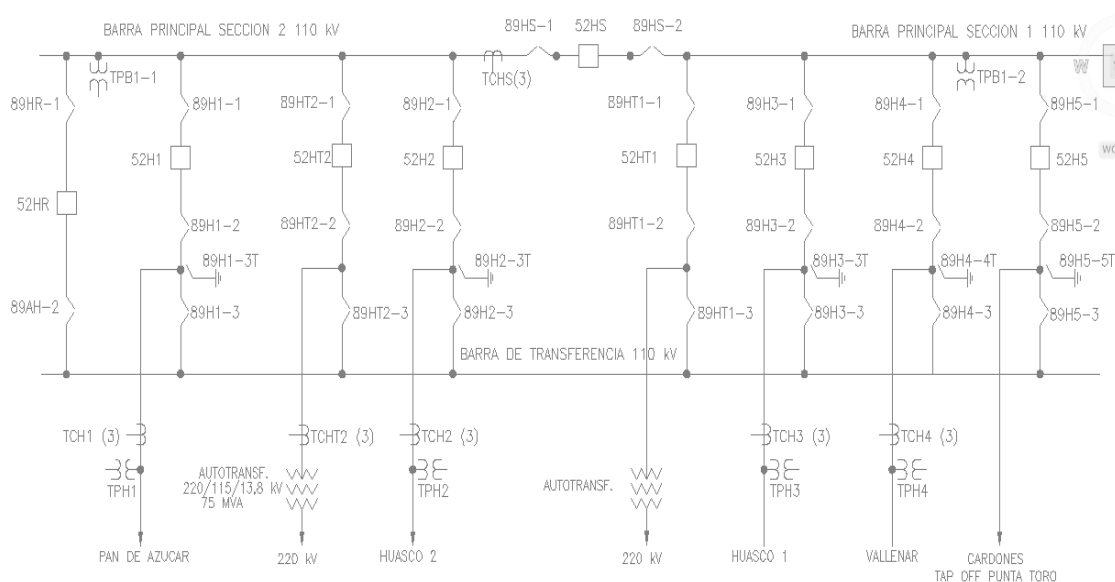 BARRA PRINCIPAL SECCION 2 110 kV
89HS-1
52HS
89HS-2
BARRA PRINCIPAL SECCION 1 110 kV
W
TPB1-1
TCHS(3)
TPB1-2
89HR-1
89H1-1
89HT2-1
89H2-1
89HT1-1
89H3-1
89H4-1
89H5-1
52H1
52HT2
52H2
52HT1
52H3
52H4
52H5
52HR
89H1-2
89HT2-2
89H2-2
89HT1-2
89H3-2
89H4-2
89H5-2
89H1-3T
89H2-3T
89H3-3T
89H4-4T
89H5-5T
89AH-2
89H1-3
89HT2-3
89H2-3
89HT1-3
89H3-3
89H4-3
89H5-3
BARRA DE TRANSFERENCIA 110 kV
TCH1 (3)
TCHT2 (3)
TCH2 (3)
TCH3 (3)
TCH4 (3)
TPH1
AUTOTRANSF.
220/115/13,8 kV
75 MVA
TPH2
AUTOTRANSF.
TPH3
TPH4
PAN DE AZUCAR
220 kV
HUASCO 2
220 kV
HUASCO 1
VALLENAR
CARDONES
TAP OFF PUNTA TORO